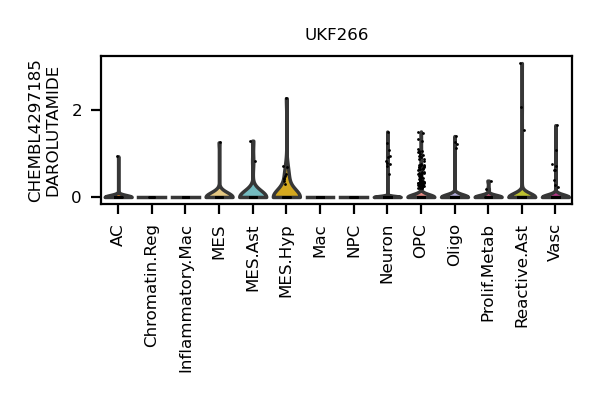 UKF266
CHEMBL4297185
DAROLUTAMIDE
2
0
AC
Chromatin.Reg
Inflammatory.Mac
MES
MES.Ast
MES.Hyp
Mac
NPC
Neuron
OPC
Oligo
Prolif.Metab
Reactive.Ast
Vasc